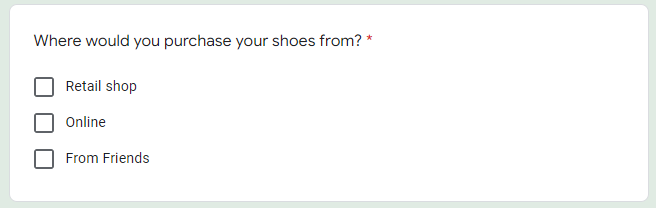 Where would you purchase your shoes from? *
Retail shop
Online
From Friends